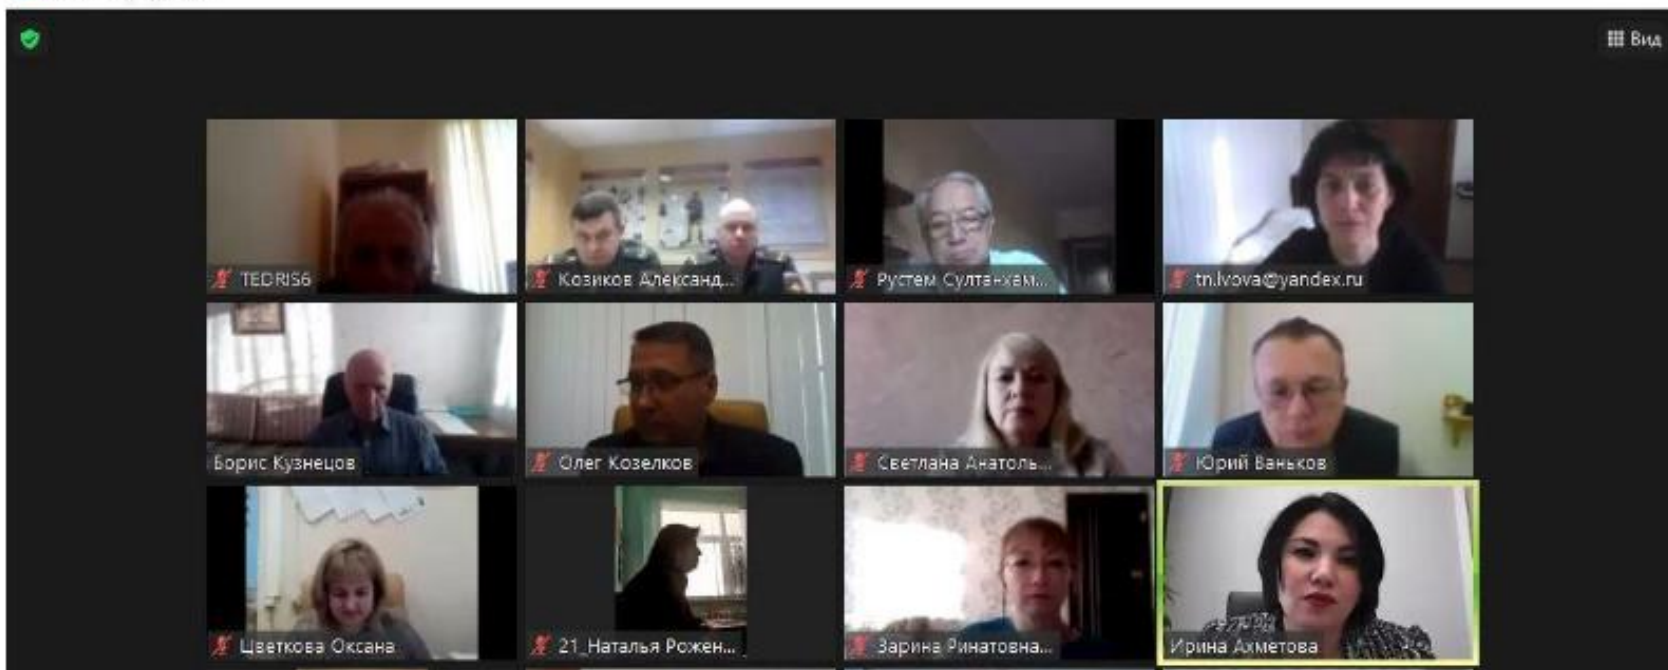 Вид
TEDRIS6
Козиков Александ...
Рустем Султанхам...
tn.lvova@yandex.ru
Борис Кузнецов
Олег Козелков
Светлана Анатоль...
Юрий Ваньков
Цветкова Оксана
21_Наталья Рожен...
Зарина Ринатовна...
Ирина Ахметова